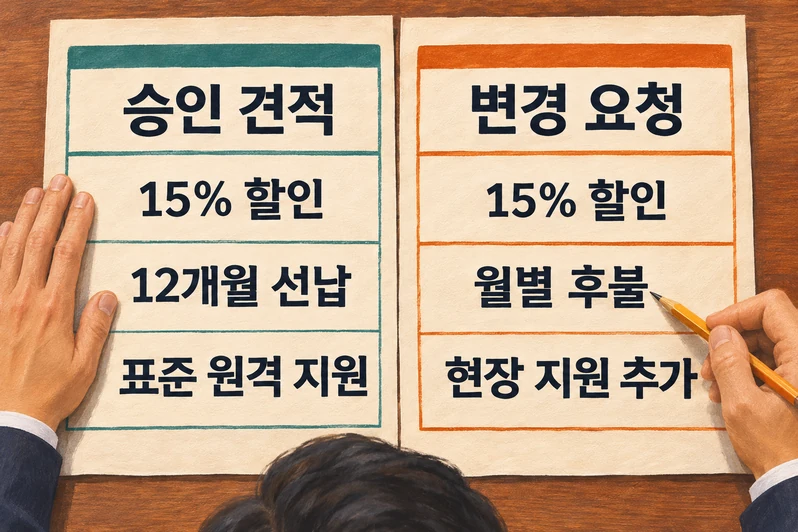 승인 견적
15% 할인
12개월 선납
표준 원격 지원
변경 요청
15% 할인
월별 후불
현장 지원 추가